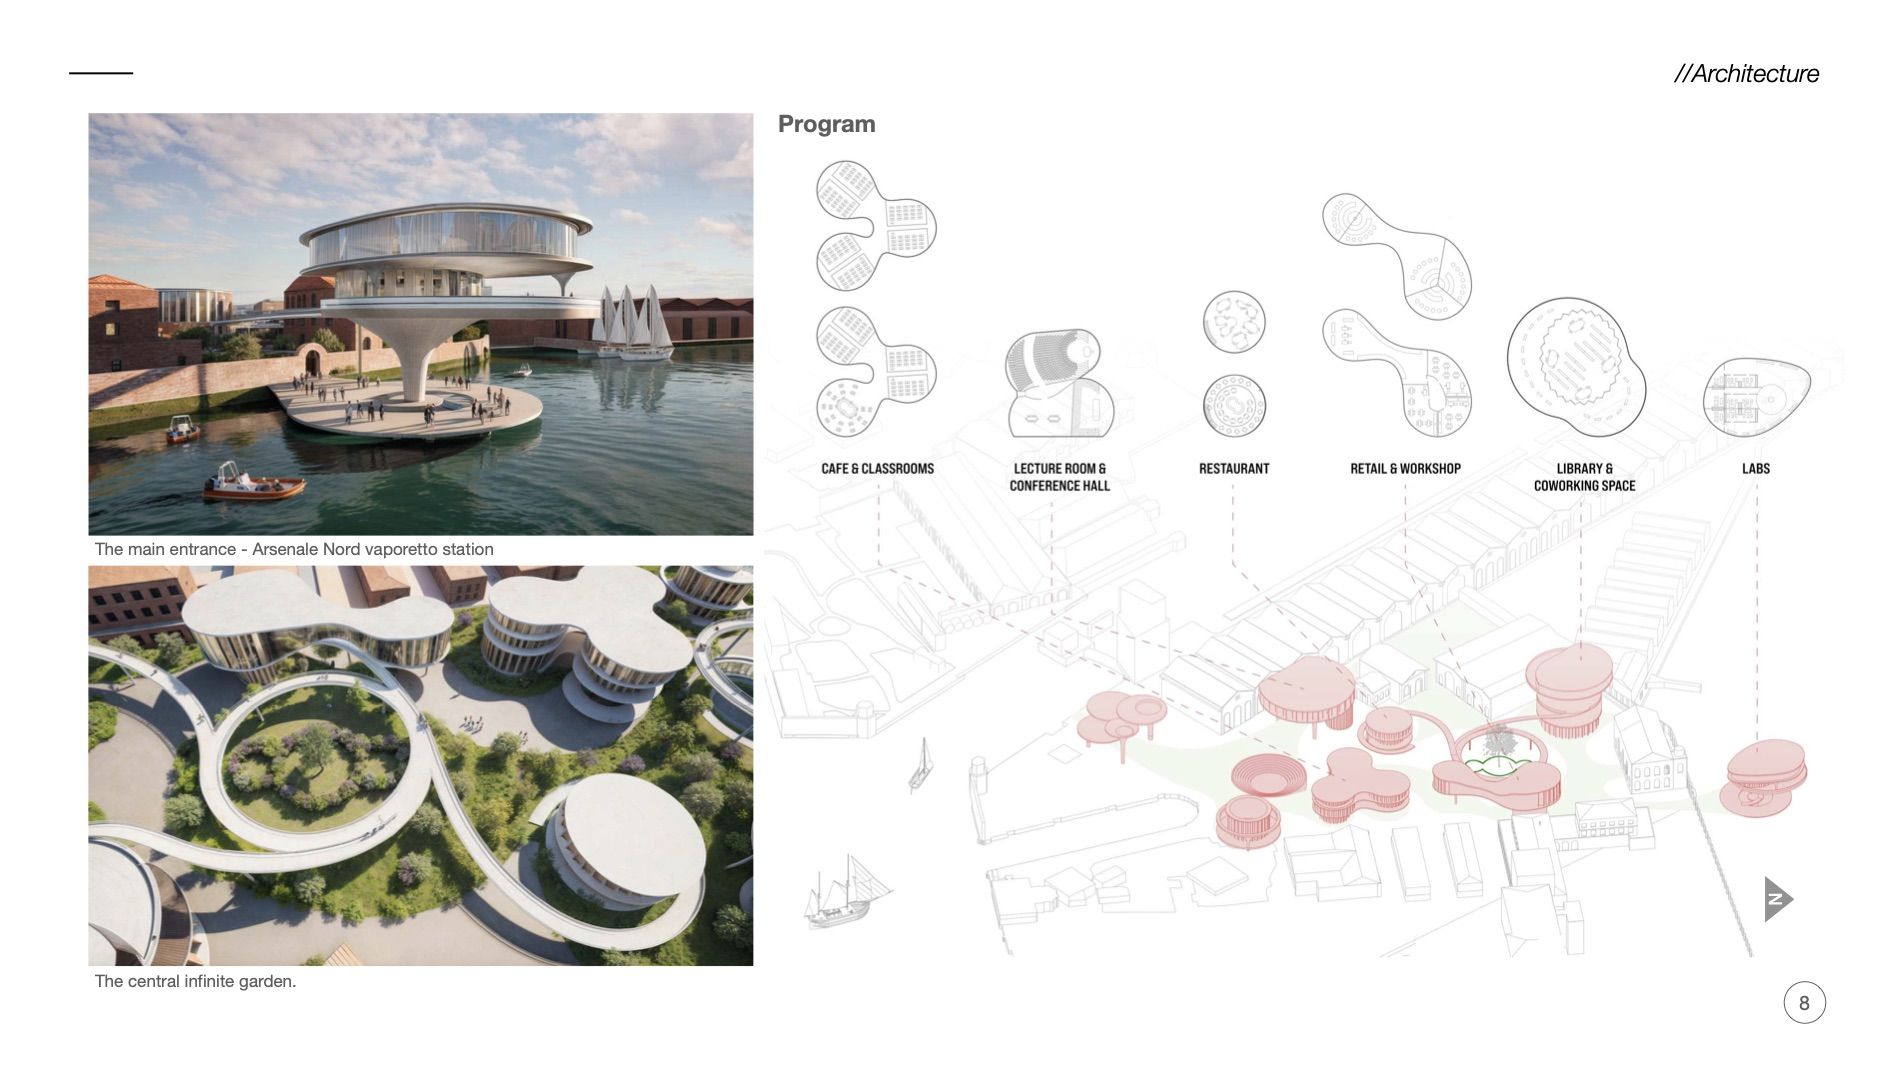 //Architecture
Program
CAFE & CLASSROOMS
LECTURE ROOM &
CONFERENCE HALL
RESTAURANT
RETAIL & WORKSHOP
LIBRARY &
COWORKING SPACE
LABS
The main entrance - Arsenale Nord vaporetto station
The central infinite garden.
N
8